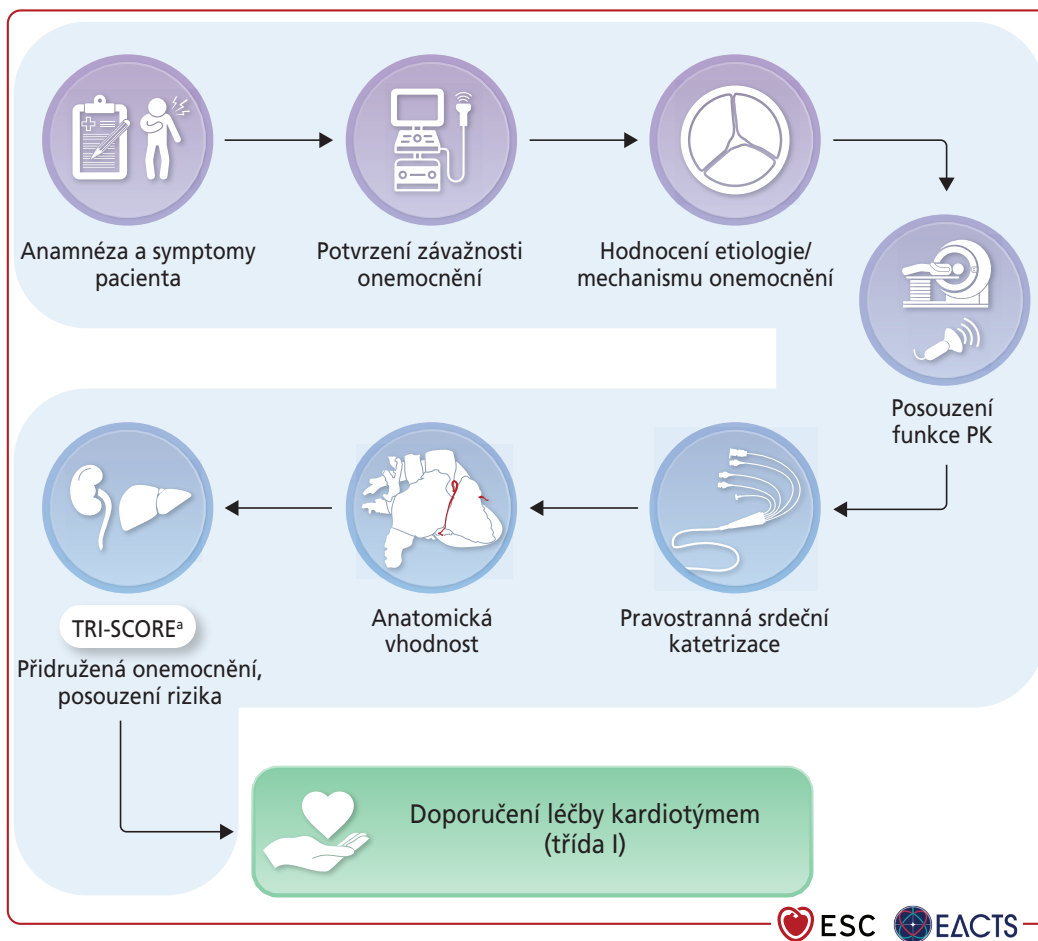 Anamnéza a symptomy
pacienta
Potvrzení závažnosti
onemocnění
Hodnocení etiologie/
mechanismu onemocnění
Posouzení
funkce PK
Pravostranná srdeční
katetrizace
Anatomická
vhodnost
TRI-SCOREᵃ
Přidružená onemocnění,
posouzení rizika
Doporučení léčby kardiotýmem
(třída I)
ESC EACTS